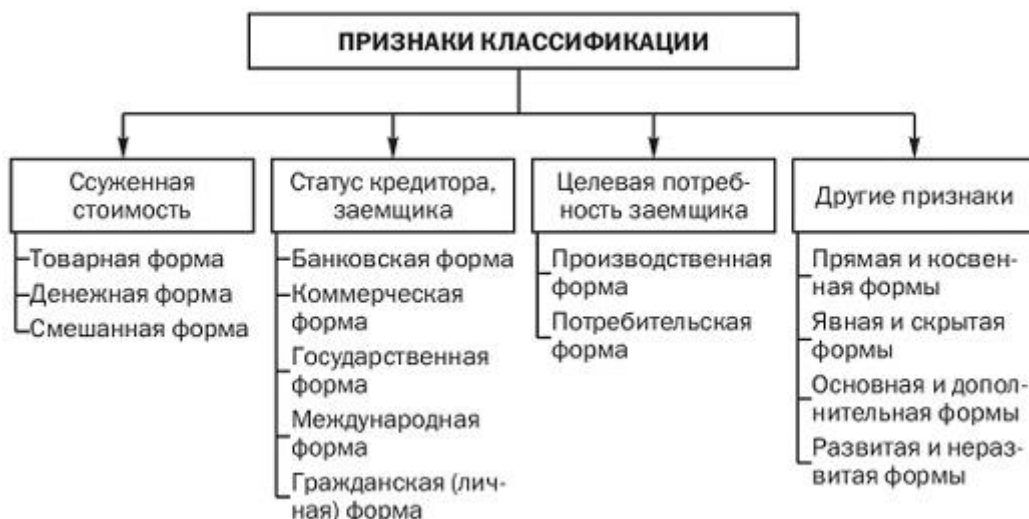 ПРИЗНАКИ КЛАССИФИКАЦИИ
Ссуженная
стоимость
Товарная форма
Денежная форма
Смешанная форма
Статус кредитора,
заемщика
Банковская форма
Коммерческая
форма
Государственная
форма
Международная
форма
Гражданская (лич-
ная) форма
Целевая потреб-
ность заемщика
Производственная
форма
Потребительская
форма
Другие признаки
Прямая и косвен-
ная формы
Явная и скрытая
формы
Основная и допол-
нительная формы
Развитая и нераз-
витая формы